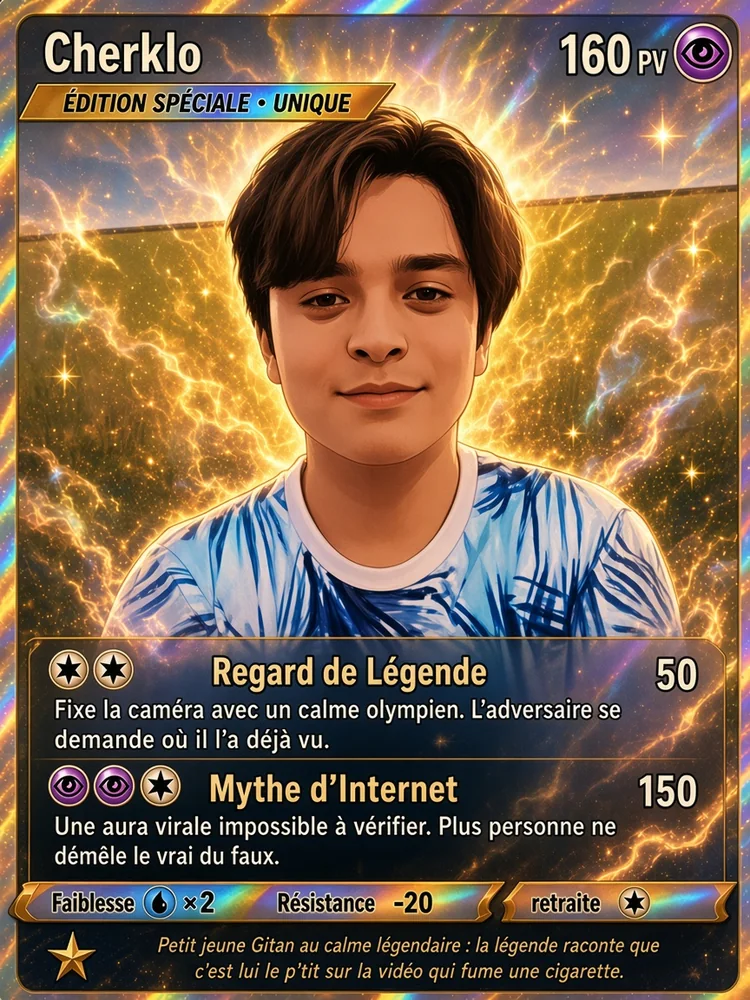 Cherklo
160 PV
ÉDITION SPÉCIALE • UNIQUE
Regard de Légende 50
Fixe la caméra avec un calme olympien. L'adversaire se
demande où il l'a déjà vu.
Mythe d'Internet 150
Une aura virale impossible à vérifier. Plus personne ne
démêle le vrai du faux.
Faiblesse ×2 Résistance -20 retraite
Petit jeune Gitan au calme légendaire : la légende raconte que
c'est lui le p'tit sur la vidéo qui fume une cigarette.